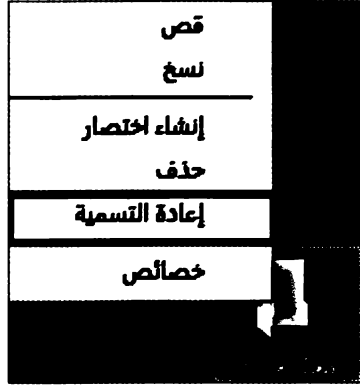 قص
نسخ
إنشاء اختصار
حذف
إعادة التسمية
خصائص